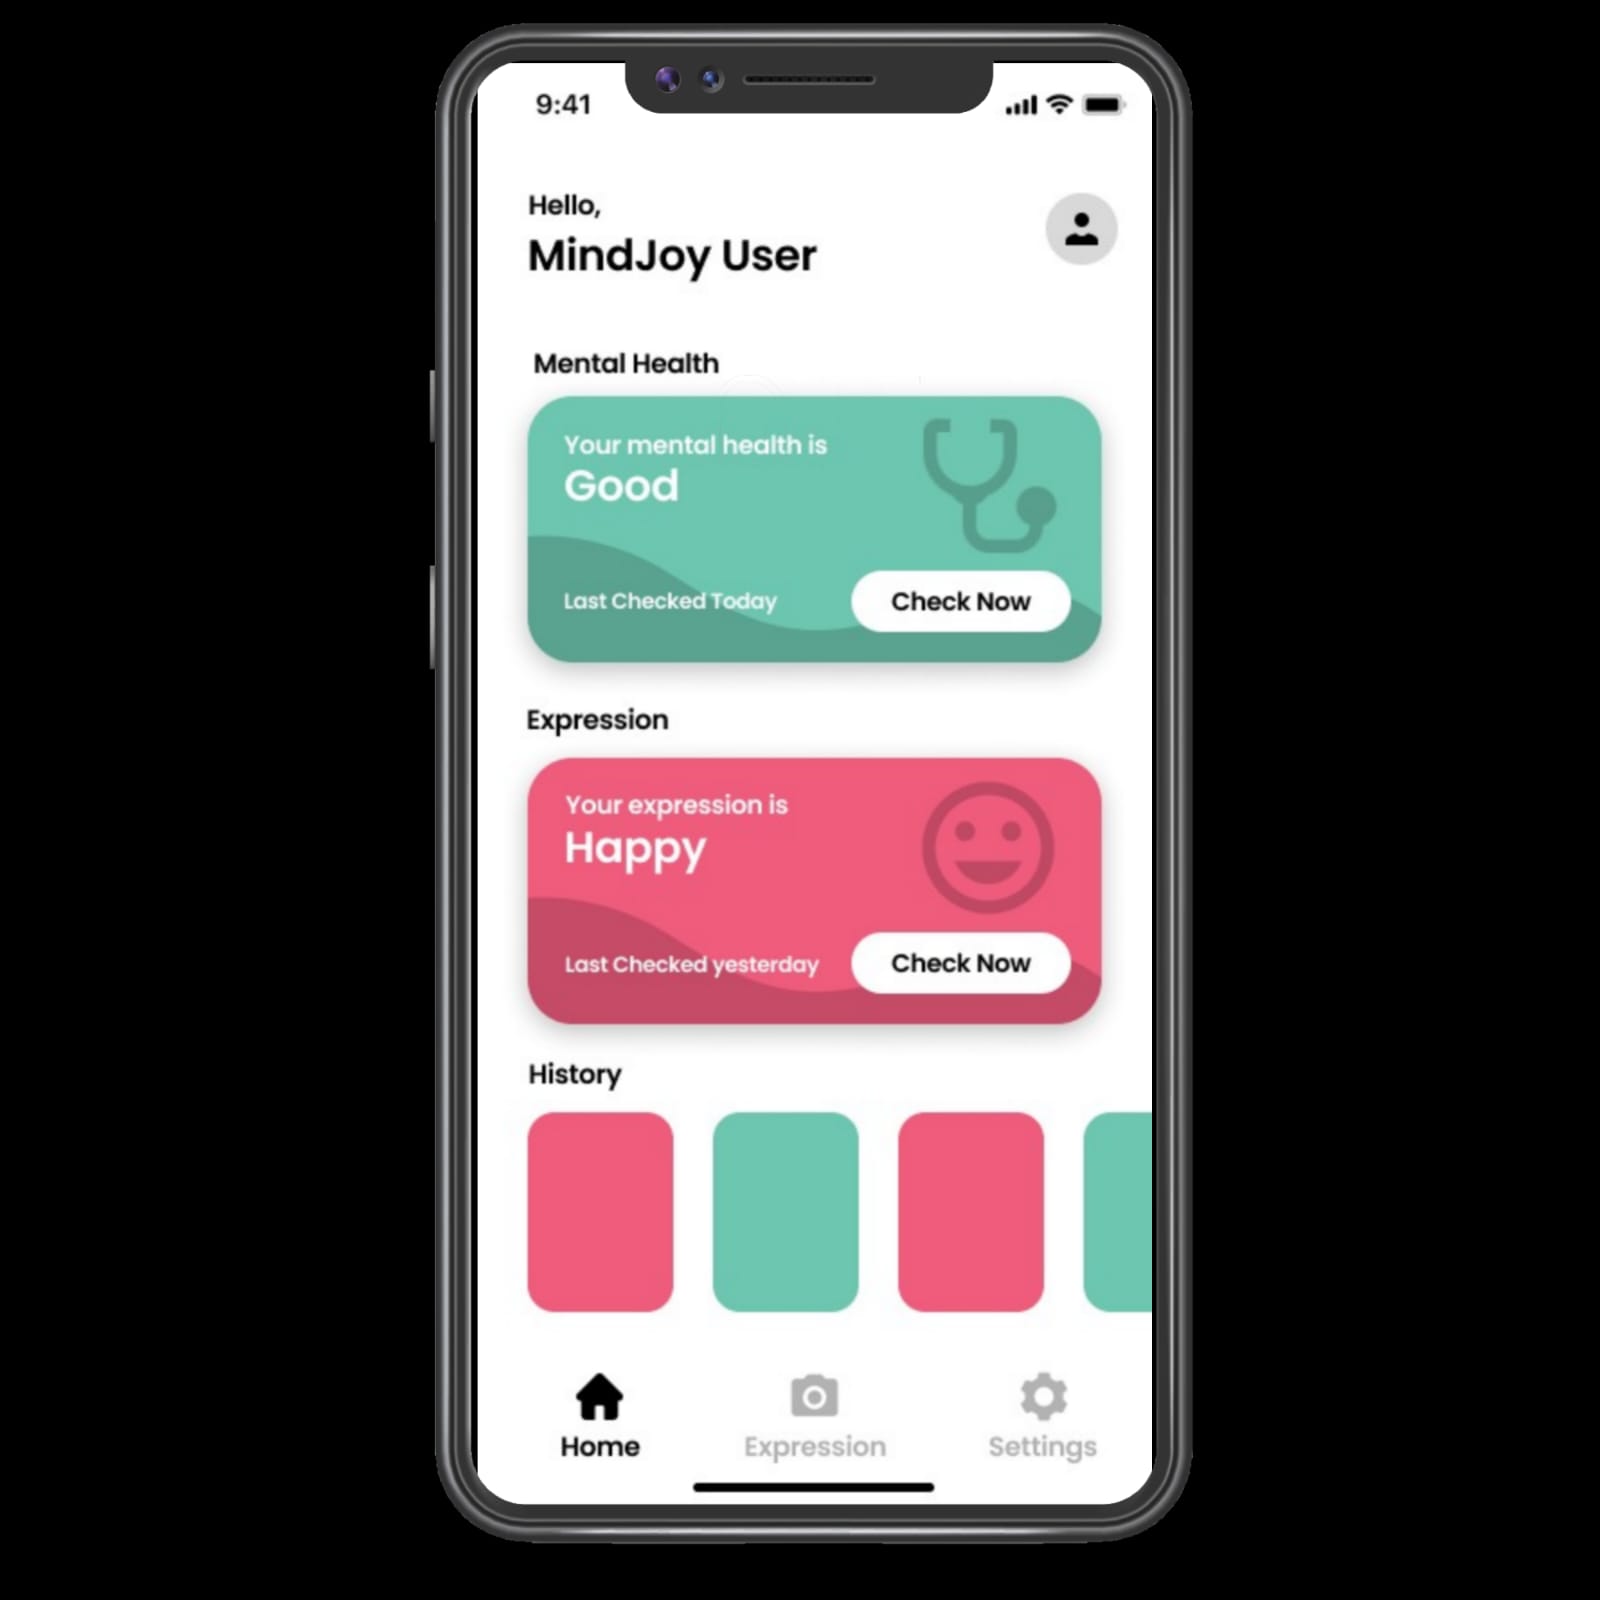 9:41
Hello,
MindJoy User
Mental Health
Your mental health is
Good
Last Checked Today
Check Now
Expression
Your expression is
Happy
Last Checked yesterday
Check Now
History
Home
Expression
Settings